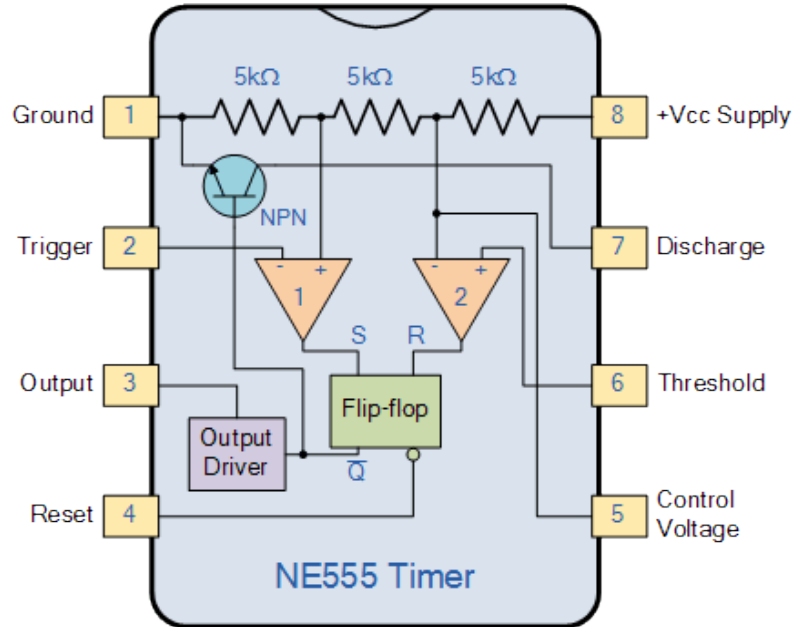 5kΩ 5kΩ 5kΩ
Ground 1
8 +Vcc Supply
NPN
Trigger 2
7 Discharge
- +
- +
1
2
S R
Output 3
6 Threshold
Flip-flop
Output
Driver
Q̅
Reset 4
5 Control
Voltage
NE555 Timer